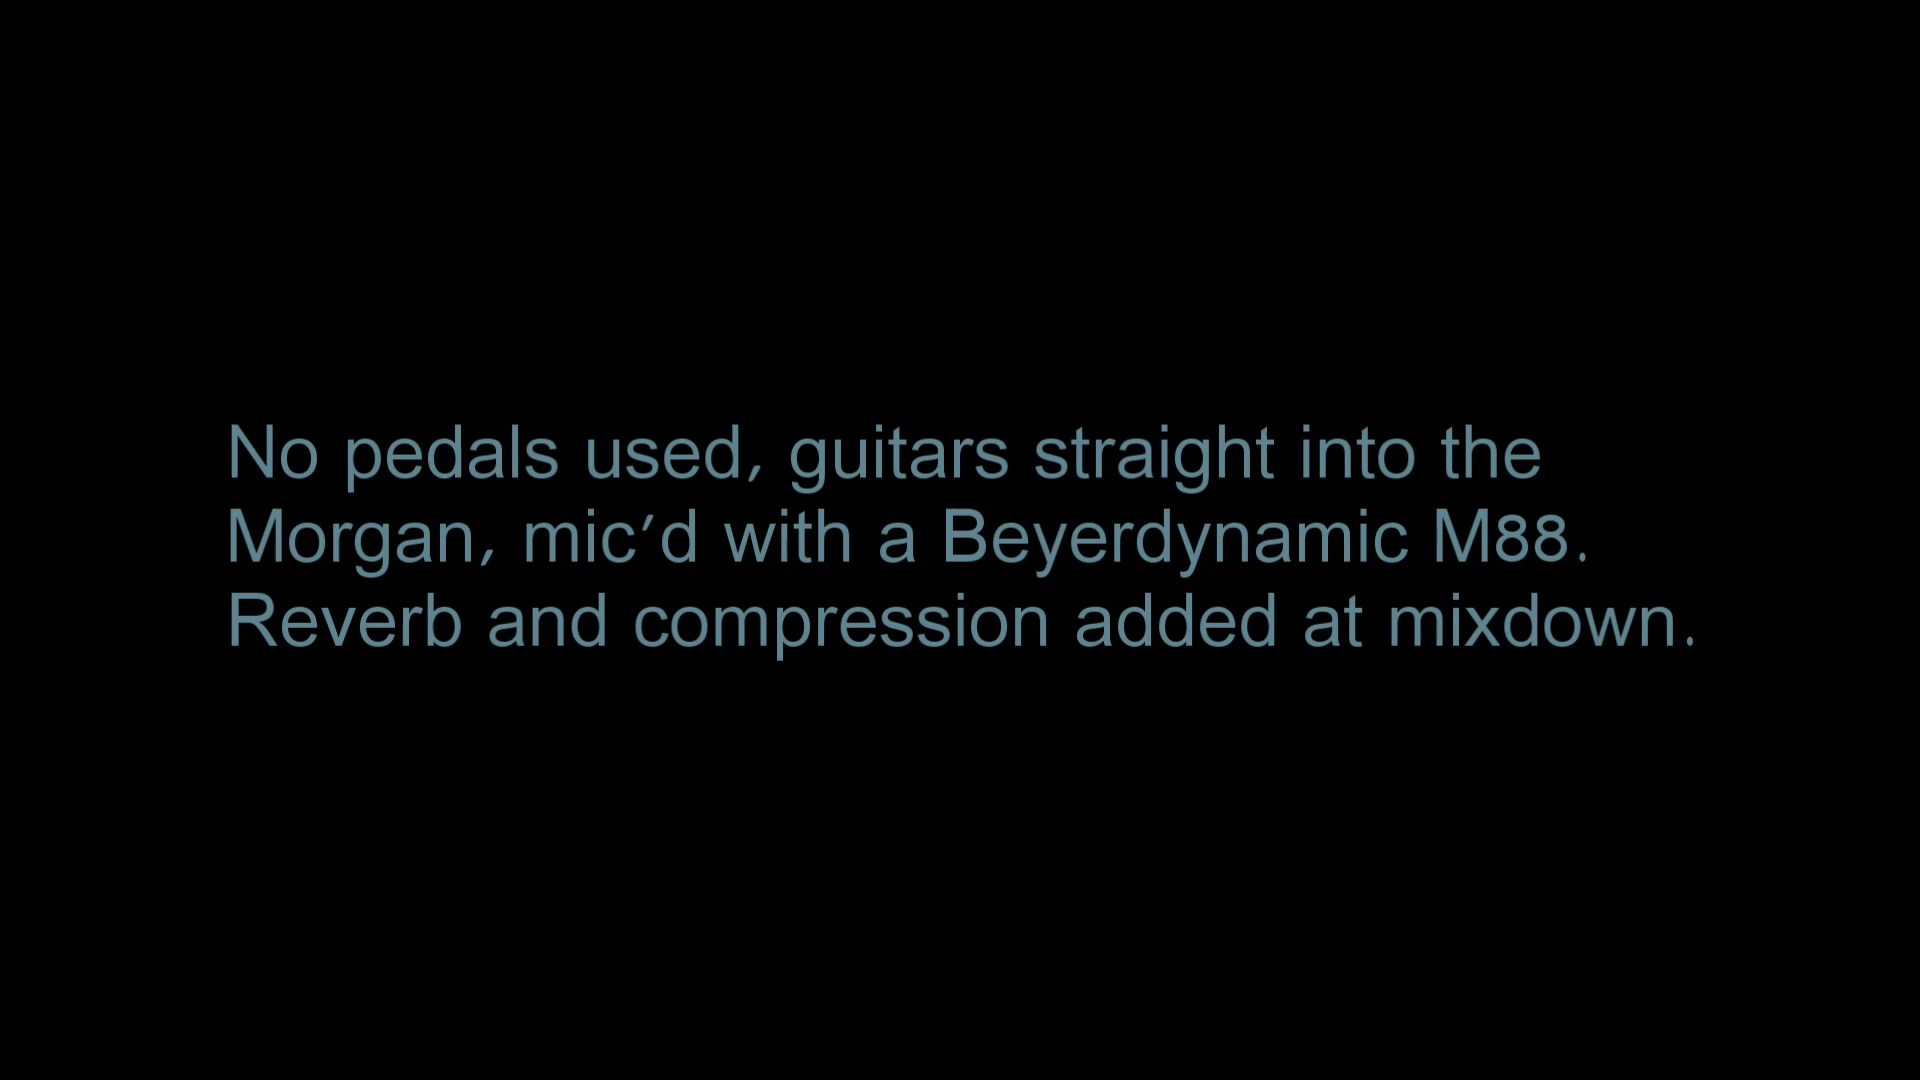 No pedals used, guitars straight into the
Morgan, mic'd with a Beyerdynamic M88.
Reverb and compression added at mixdown.